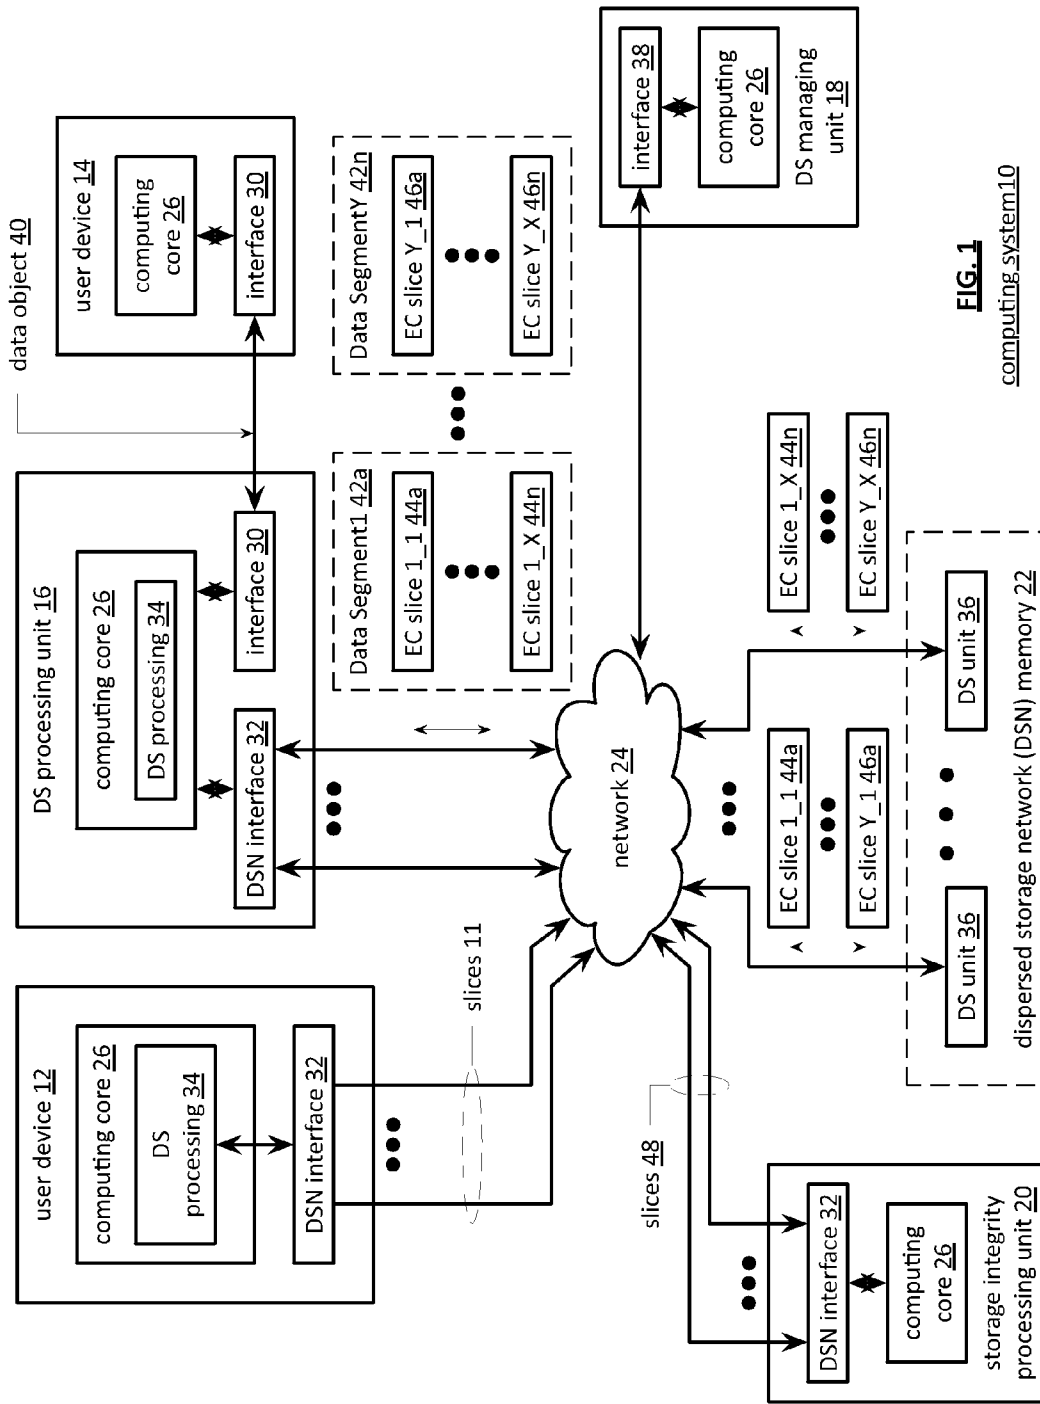 user device 12
computing core 26
DS
processing 34
DSN interface 32
slices 11
DS processing unit 16
computing core 26
DS processing 34
DSN interface 32
interface 30
data object 40
user device 14
computing
core 26
interface 30
Data Segment1 42a
EC slice 1_1 44a
EC slice 1_X 44n
Data SegmentY 42n
EC slice Y_1 46a
EC slice Y_X 46n
network 24
slices 48
storage integrity
processing unit 20
DSN interface 32
computing
core 26
EC slice 1_1 44a
EC slice Y_1 46a
EC slice 1_X 44n
EC slice Y_X 46n
DS unit 36
DS unit 36
dispersed storage network (DSN) memory 22
interface 38
computing
core 26
DS managing
unit 18
FIG. 1
computing system10